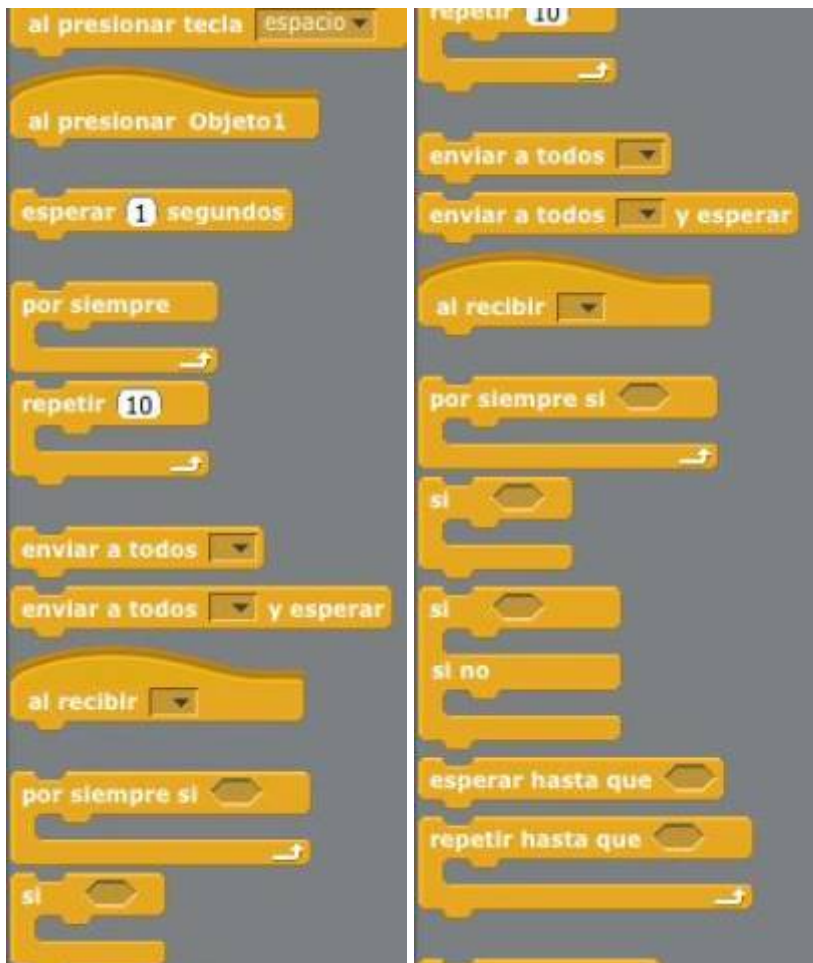 al presionar tecla espacio
al presionar Objeto1
esperar 1 segundos
por siempre
repetir 10
enviar a todos
enviar a todos y esperar
al recibir
por siempre si
si
repetir 10
enviar a todos
enviar a todos y esperar
al recibir
por siempre si
si
si
si no
esperar hasta que
repetir hasta que